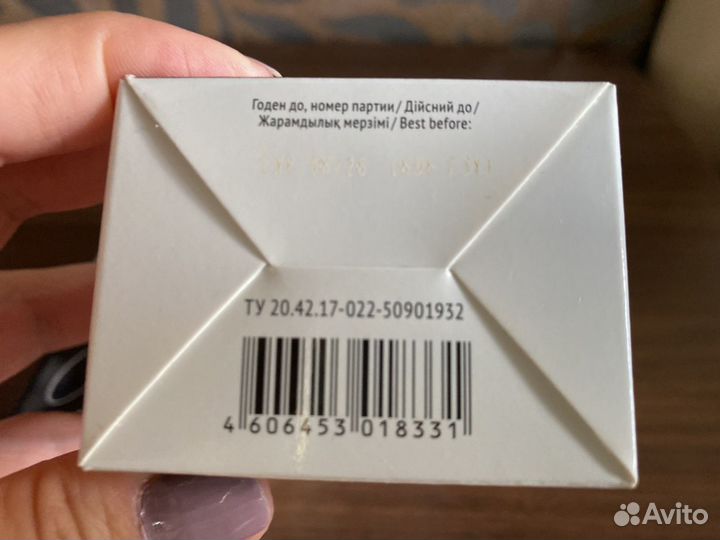 Годен до, номер партии/ Дійсний до/
Жарамдылық мерзімі/ Best before:
ТУ 20.42.17-022-50901932
4 606453 018331
Avito